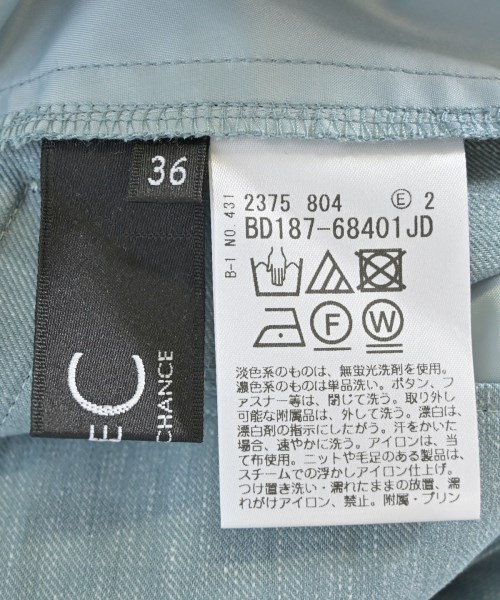 36
EC
CHANCE
B-1 NO.431
2375 804 Ⓔ 2
BD187-68401JD
F W
淡色系のものは、無蛍光洗剤を使用。
濃色系のものは単品洗い。ボタン、フ
ァスナー等は、閉じて洗う。取り外し
可能な附属品は、外して洗う。漂白は、
漂白剤の指示にしたがう。汗をかいた
場合、速やかに洗う。アイロンは、当
て布使用。ニットや毛足のある製品は、
スチームでの浮かしアイロン仕上げ。
つけ置き洗い・濡れたままの放置、濡
れがけアイロン、禁止。附属・プリン